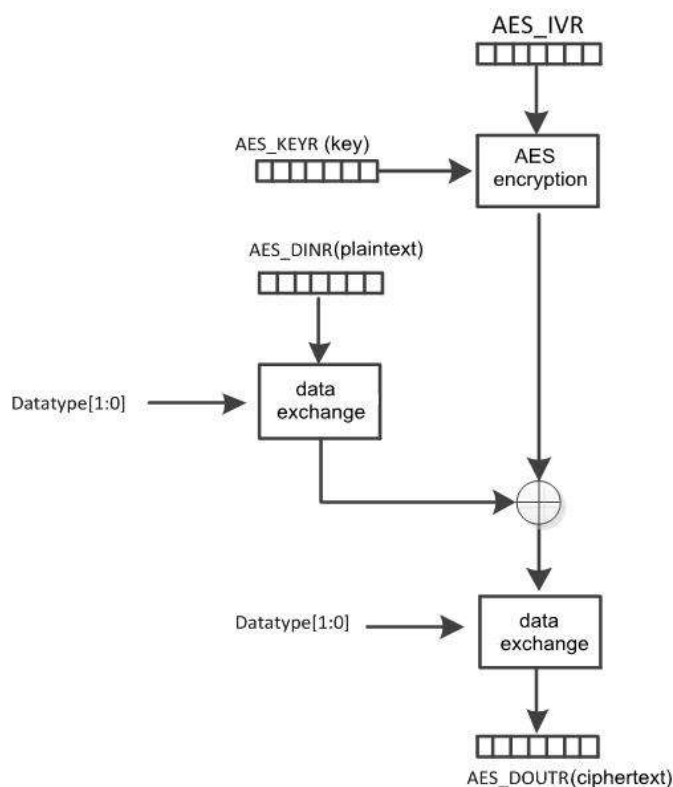 AES_IVR
AES_KEYR (key)
AES
encryption
AES_DINR(plaintext)
data
exchange
Datatype[1:0]
data
exchange
Datatype[1:0]
AES_DOUTR(ciphertext)